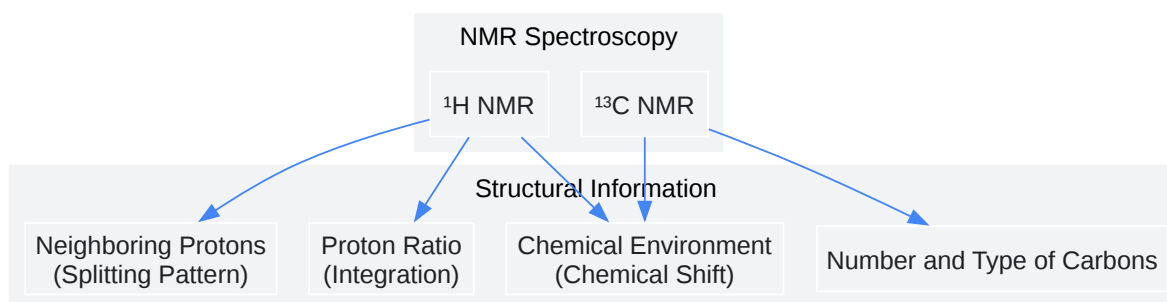 NMR Spectroscopy
¹H NMR
¹³C NMR
Structural Information
Neighboring Protons
(Splitting Pattern)
Proton Ratio
(Integration)
Chemical Environment
(Chemical Shift)
Number and Type of Carbons